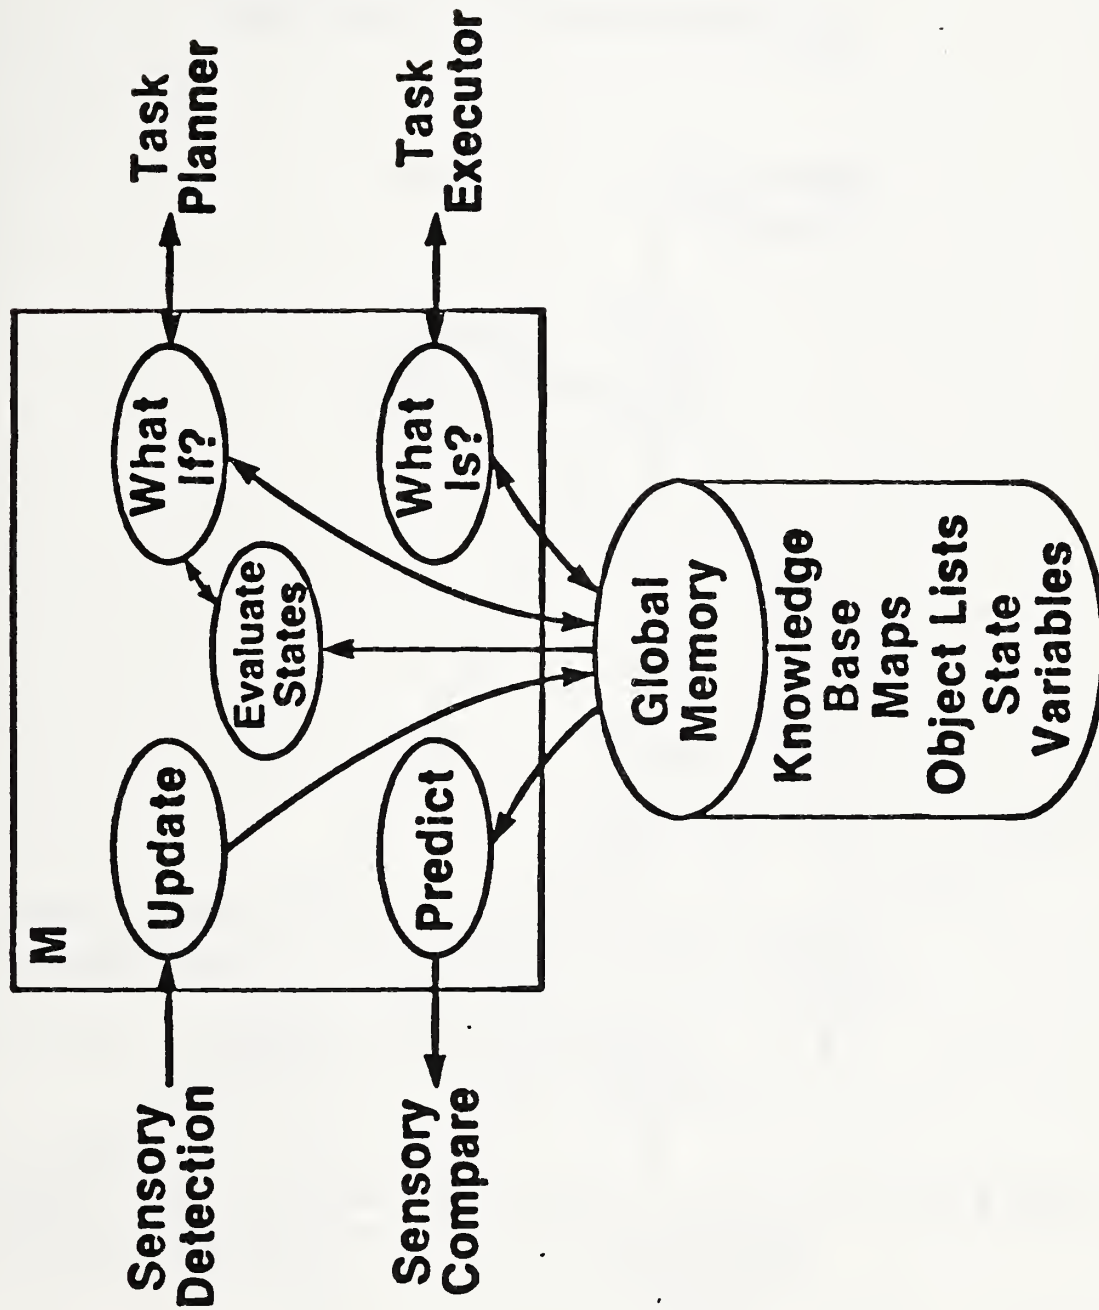 M
Sensory
Detection
Update
Evaluate
States
What
If?
Task
Planner
Sensory
Compare
Predict
What
Is?
Task
Executor
Global
Memory
Knowledge
Base
Maps
Object Lists
State
Variables